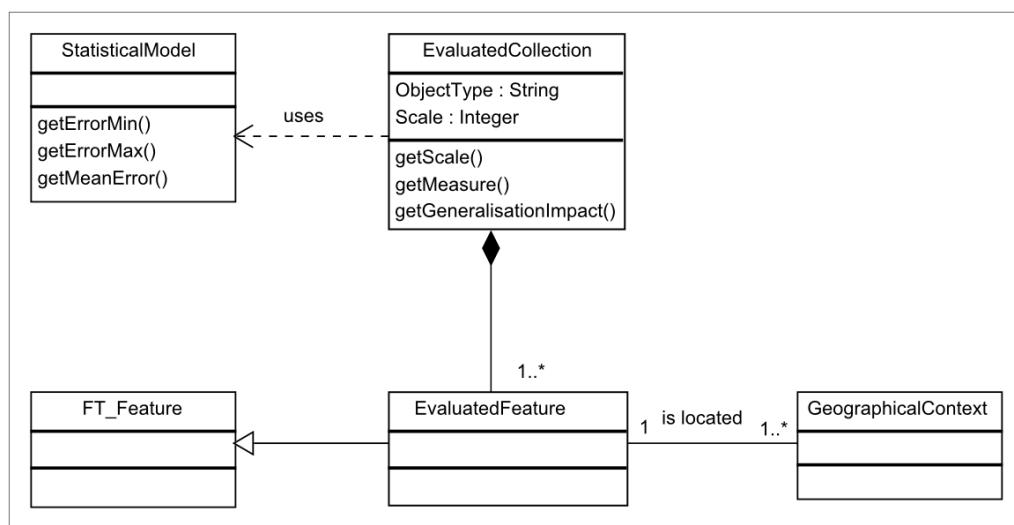 StatisticalModel
getErrorMin()
getErrorMax()
getMeanError()
uses
EvaluatedCollection
ObjectType : String
Scale : Integer
getScale()
getMeasure()
getGeneralisationImpact()
1..*
FT_Feature
EvaluatedFeature
1
is located
1..*
GeographicalContext